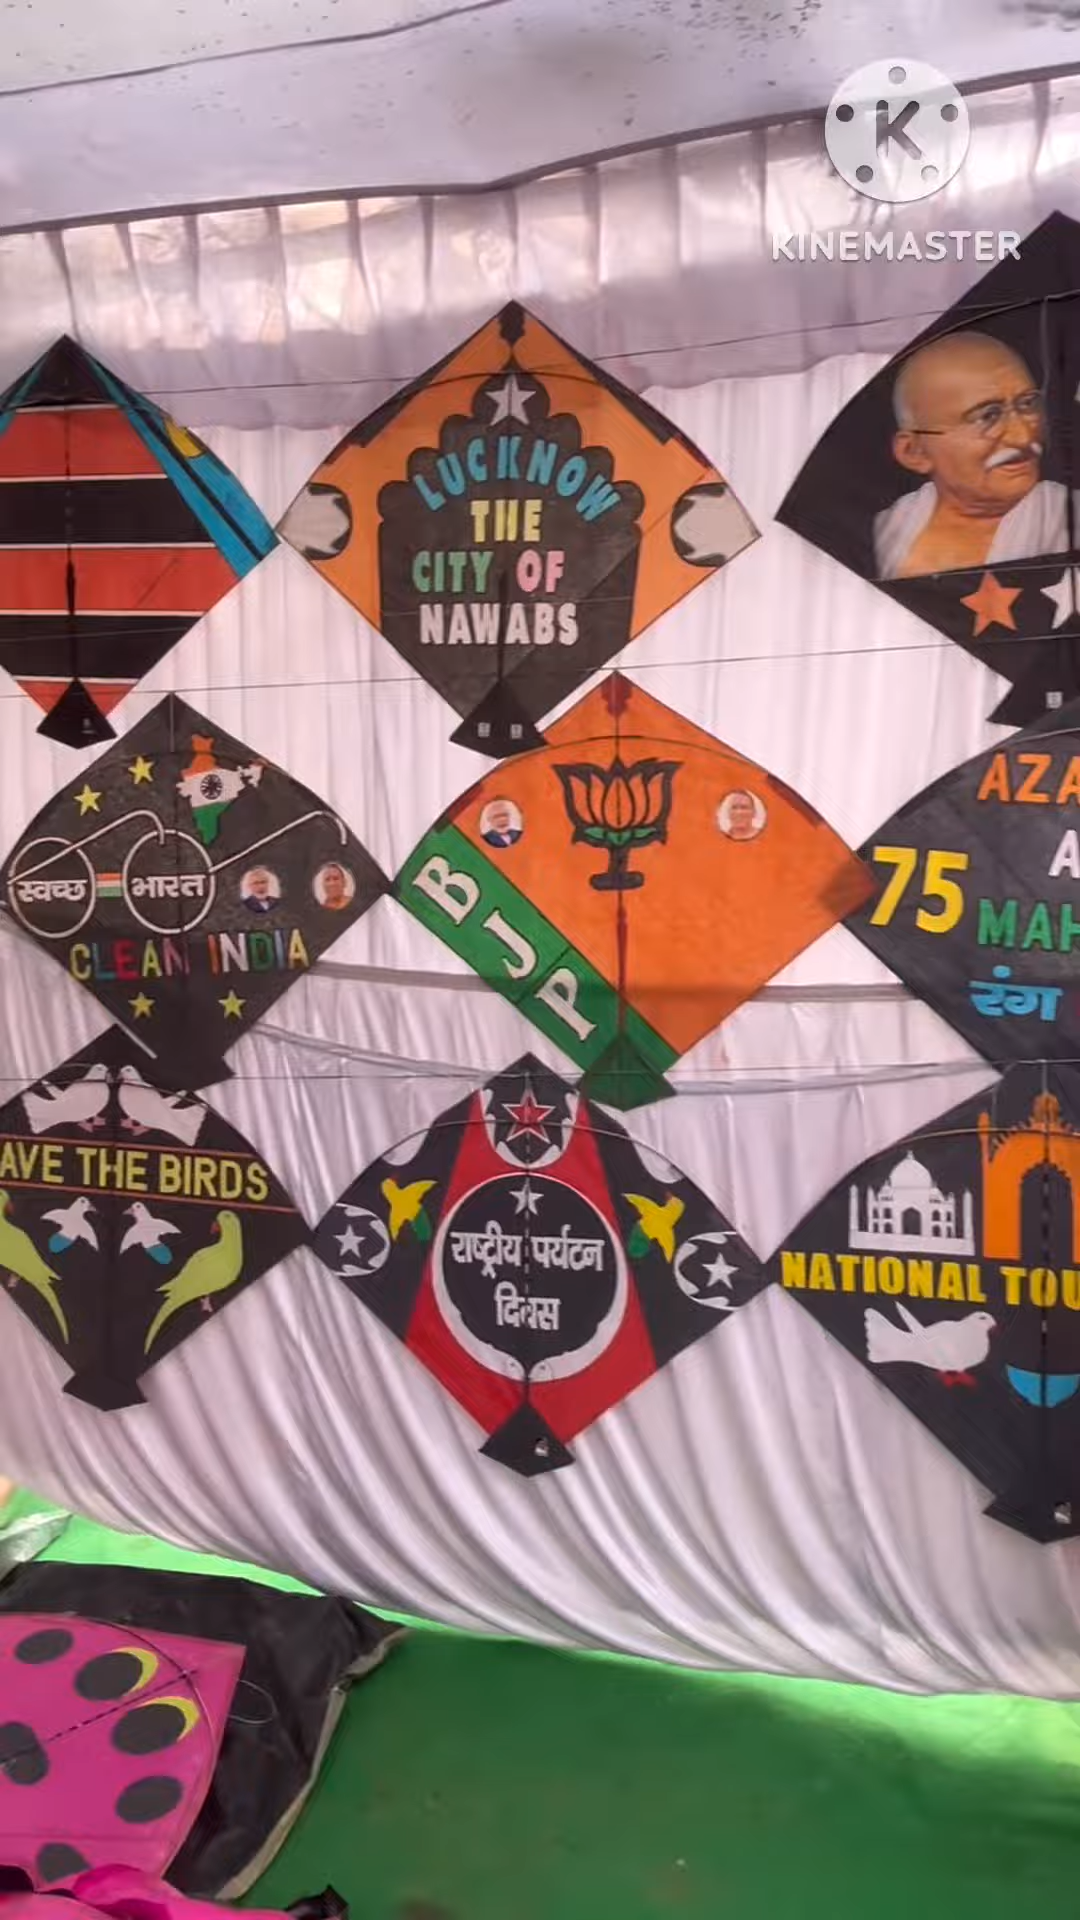 K
KINEMASTER
LUCKNOW
THE
CITY OF
NAWABS
स्वच्छ भारत
CLEAN INDIA
BJP
AZA
A
75
MAH
रंग
AVE THE BIRDS
राष्ट्रीय पर्यटन
दिवस
NATIONAL TOU